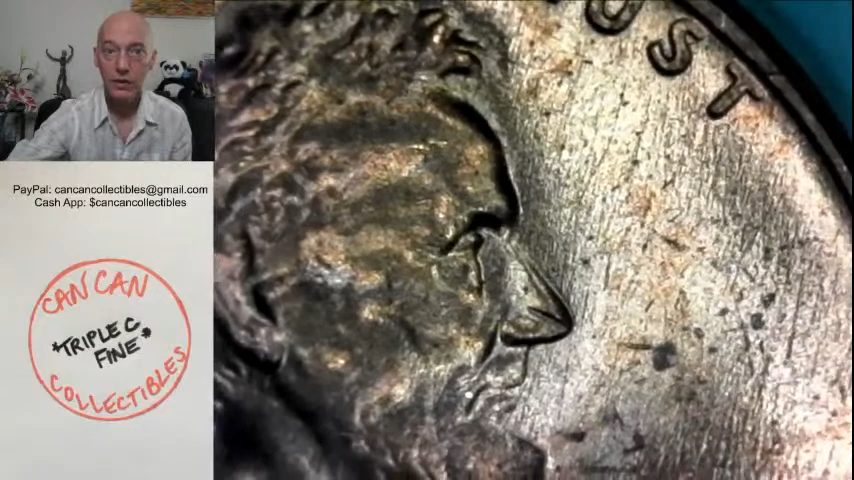 PayPal: cancancollectibles@gmail.com
Cash App: $cancancollectibles
CAN CAN
*TRIPLE C*
FINE
COLLECTIBLES
UST